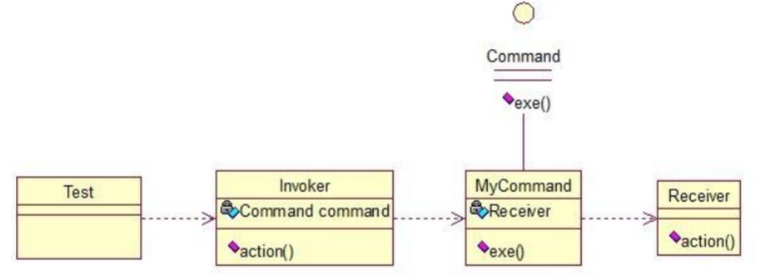 Command
exe()
Test
Invoker
Command command
action()
MyCommand
Receiver
exe()
Receiver
action()